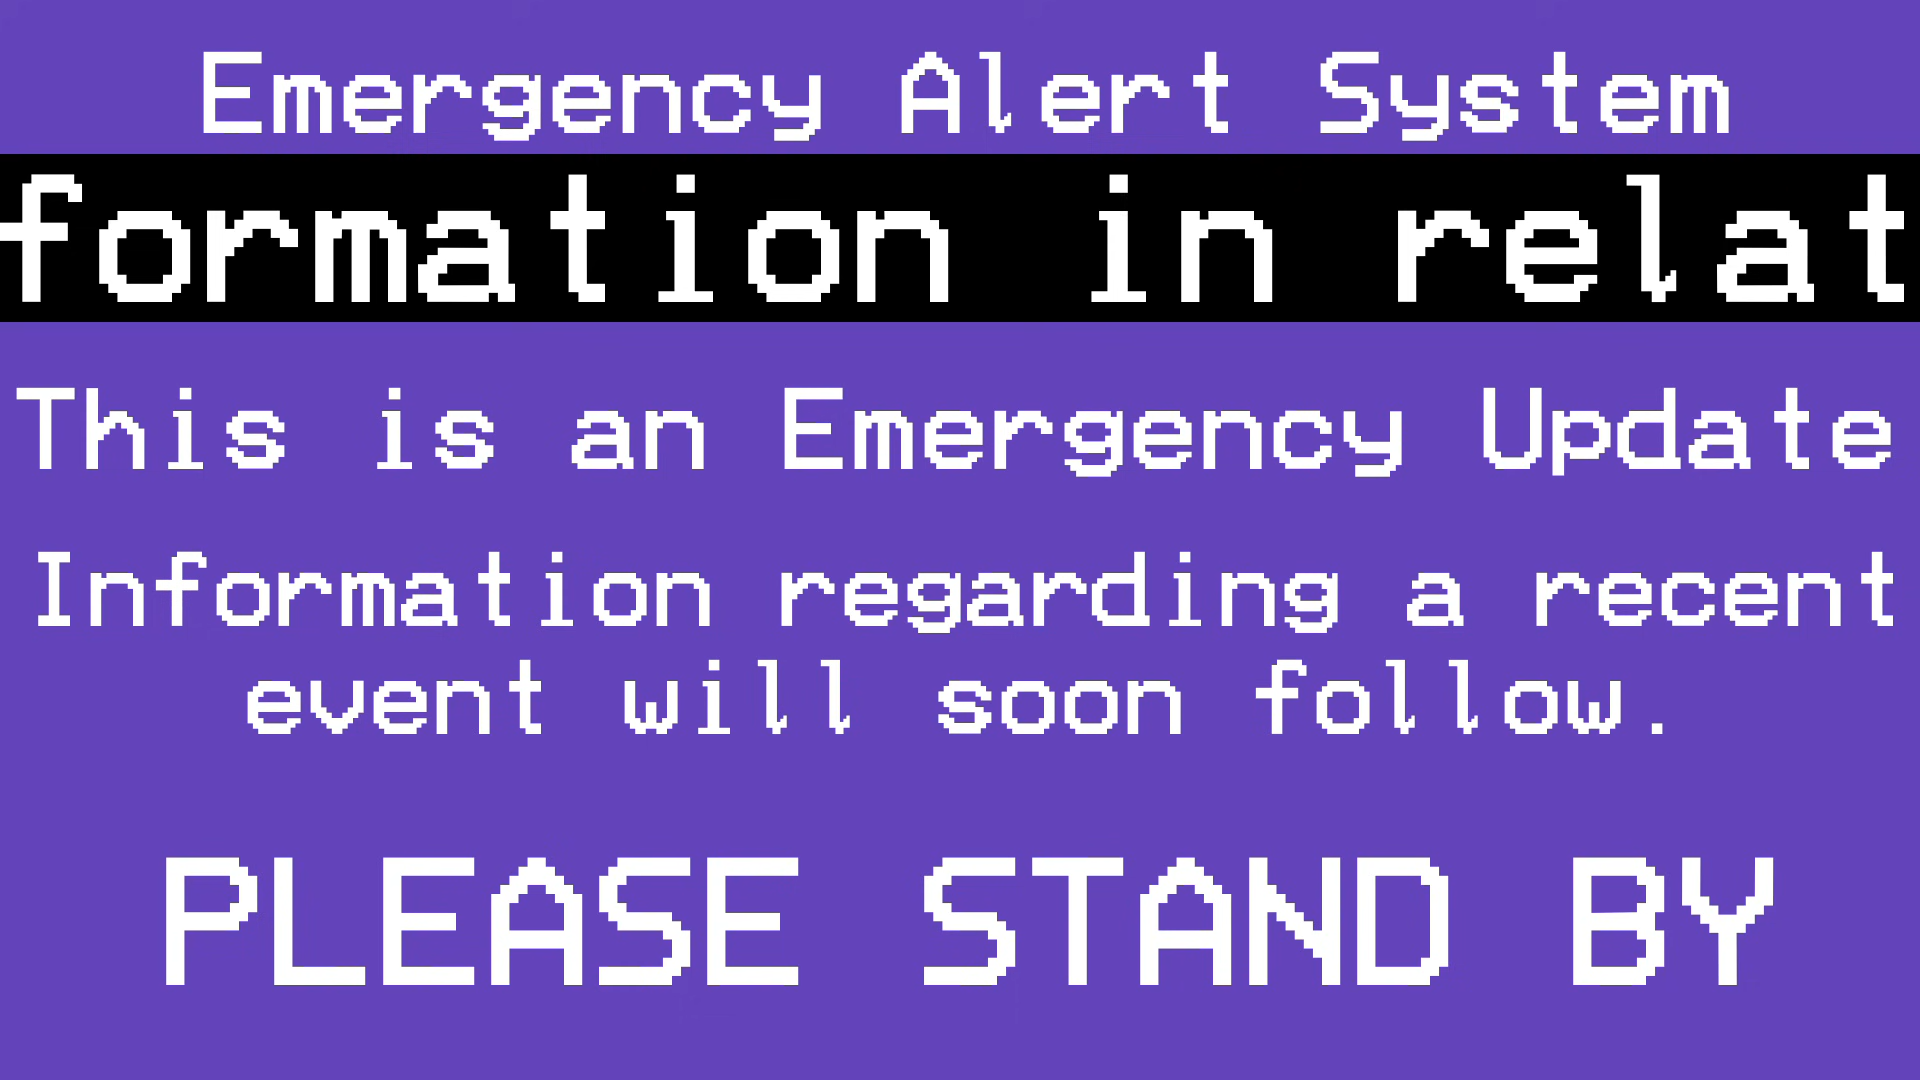 Emergency Alert System
formation in relat
This is an Emergency Update
Information regarding a recent
event will soon follow.
PLEASE STAND BY